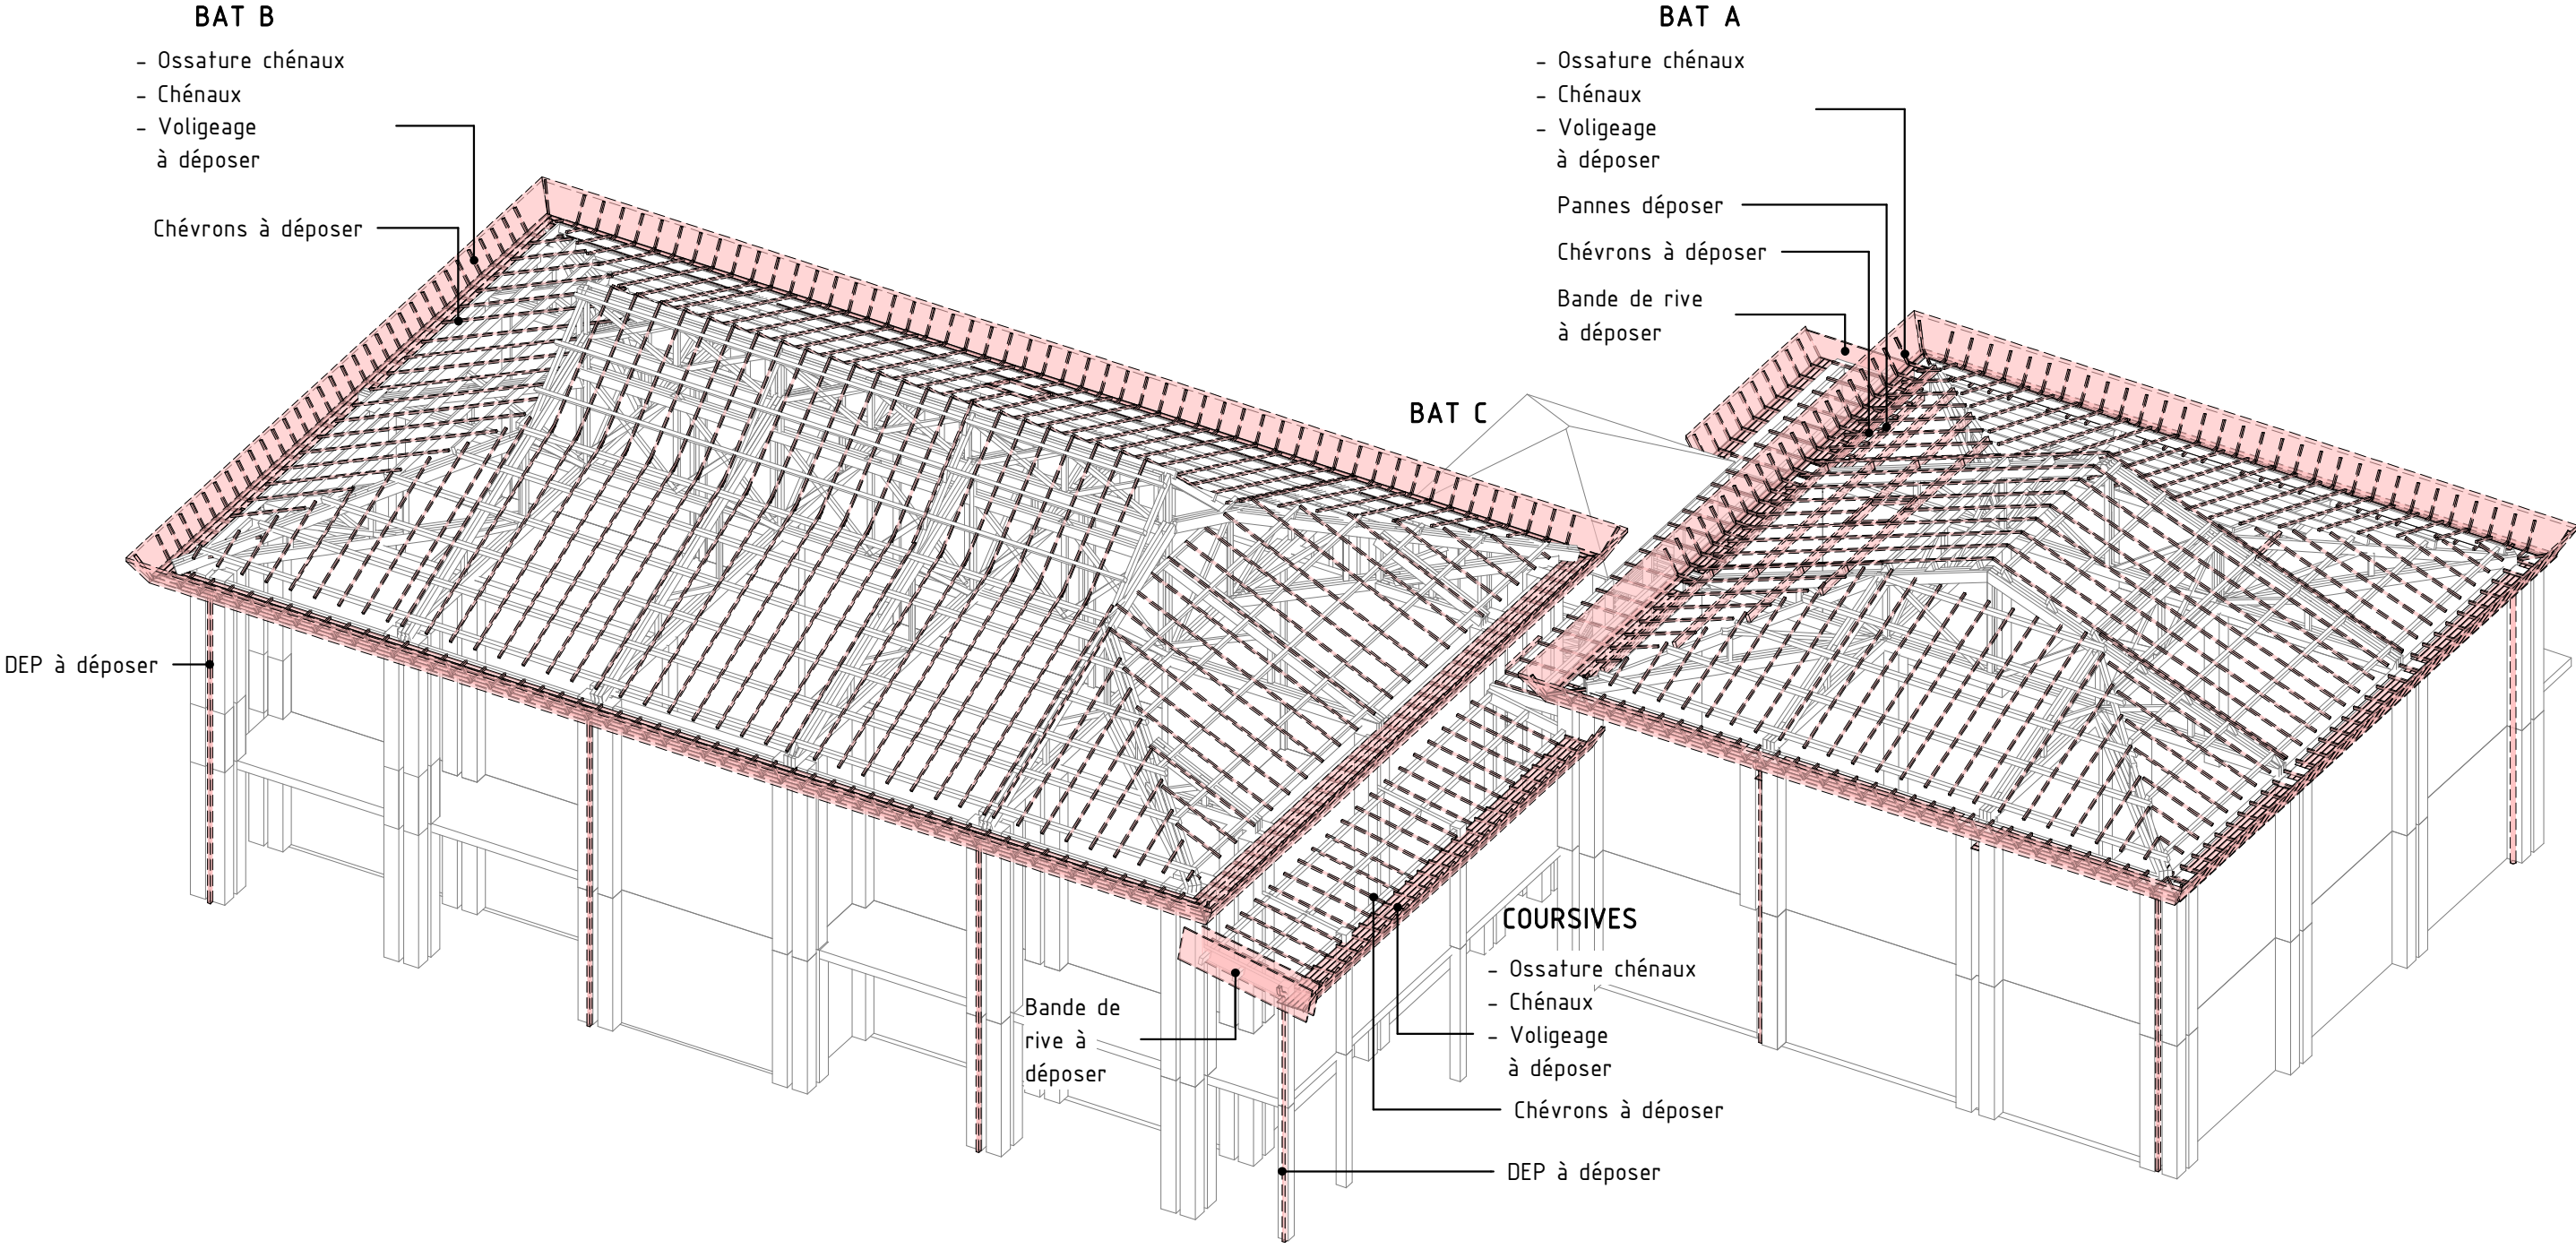 BAT B
- Ossature chénaux
- Chénaux
- Voligeage
à déposer
Chévrons à déposer
DEP à déposer
BAT A
- Ossature chénaux
- Chénaux
- Voligeage
à déposer
Pannes déposer
Chévrons à déposer
Bande de rive
à déposer
BAT C
COURSIVES
- Ossature chénaux
- Chénaux
- Voligeage
à déposer
Chévrons à déposer
DEP à déposer
Bande de
rive à
déposer